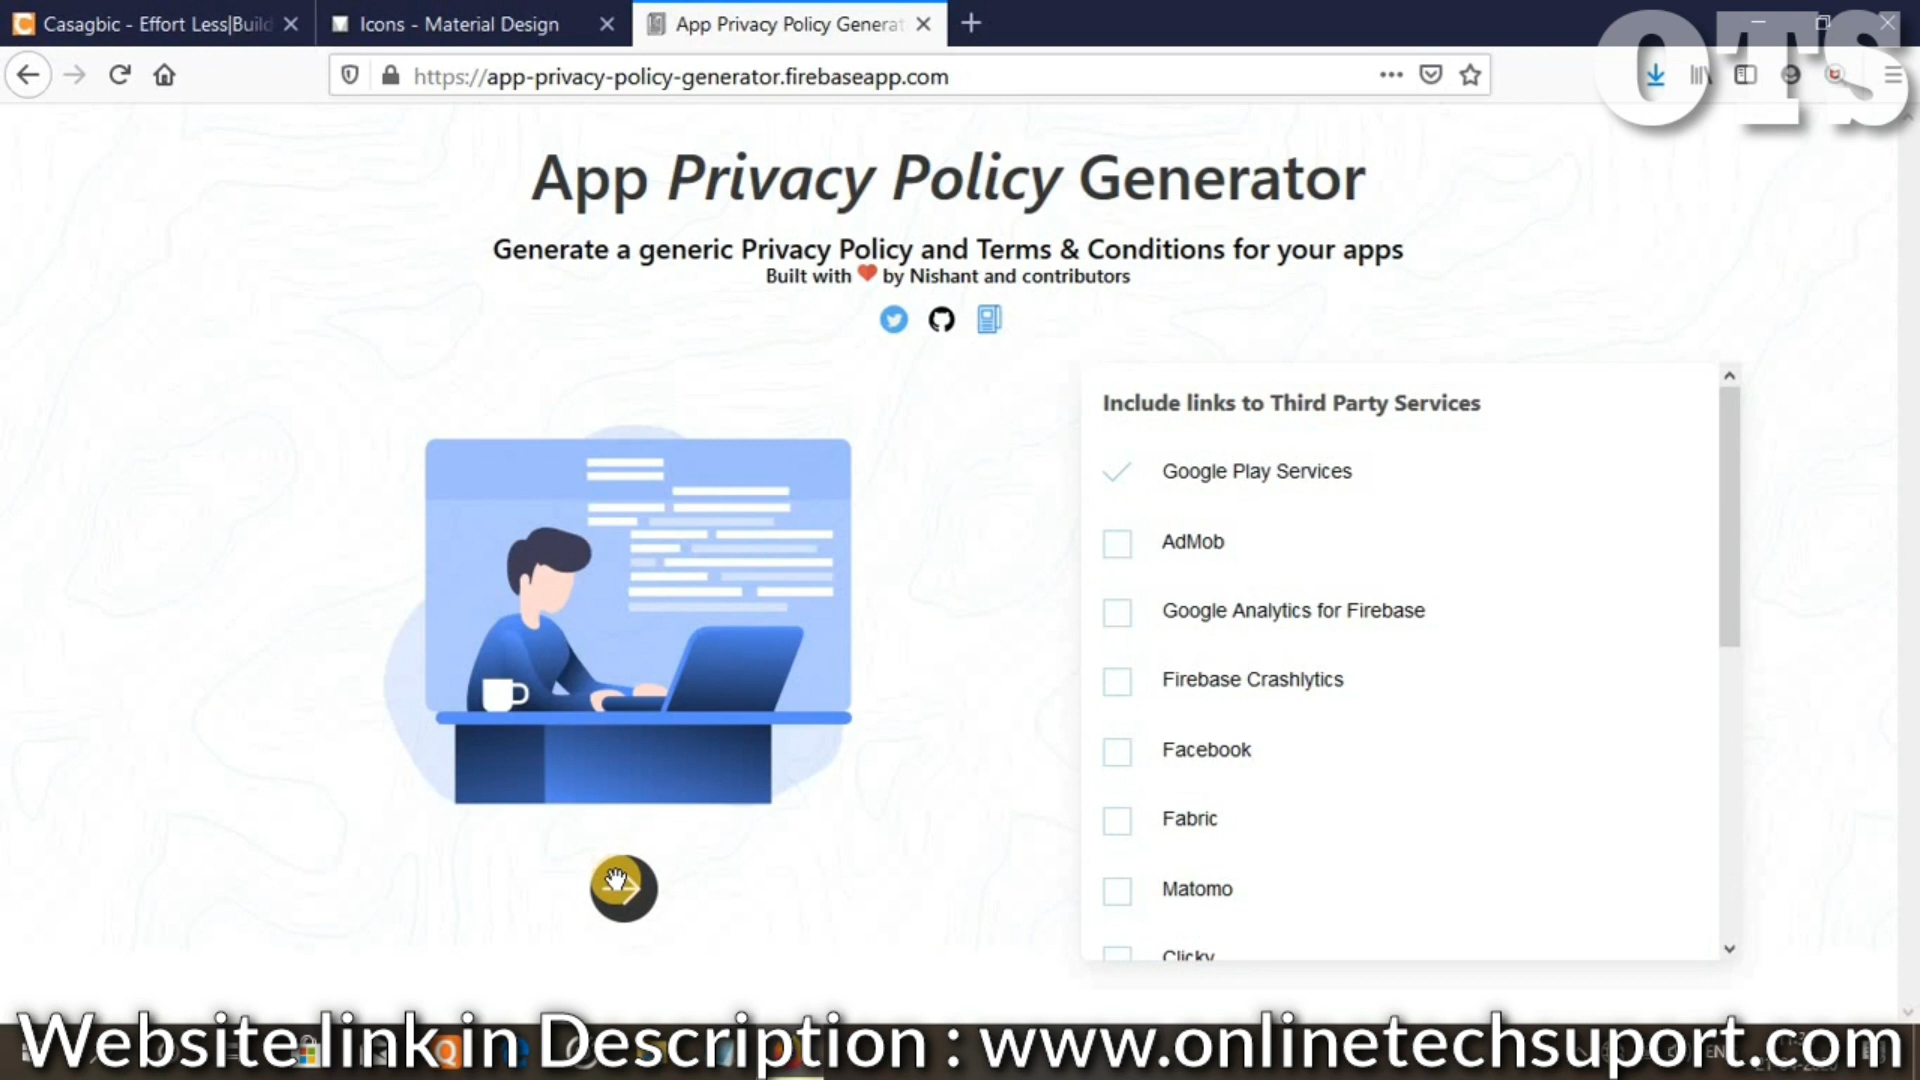 Casagbic - Effort Less|Build
Icons - Material Design
App Privacy Policy Generat
https://app-privacy-policy-generator.firebaseapp.com
OTS
App Privacy Policy Generator
Generate a generic Privacy Policy and Terms & Conditions for your apps
Built with ❤ by Nishant and contributors
Include links to Third Party Services
Google Play Services
AdMob
Google Analytics for Firebase
Firebase Crashlytics
Facebook
Fabric
Matomo
Clicky
Website link in Description : www.onlinetechsuport.com